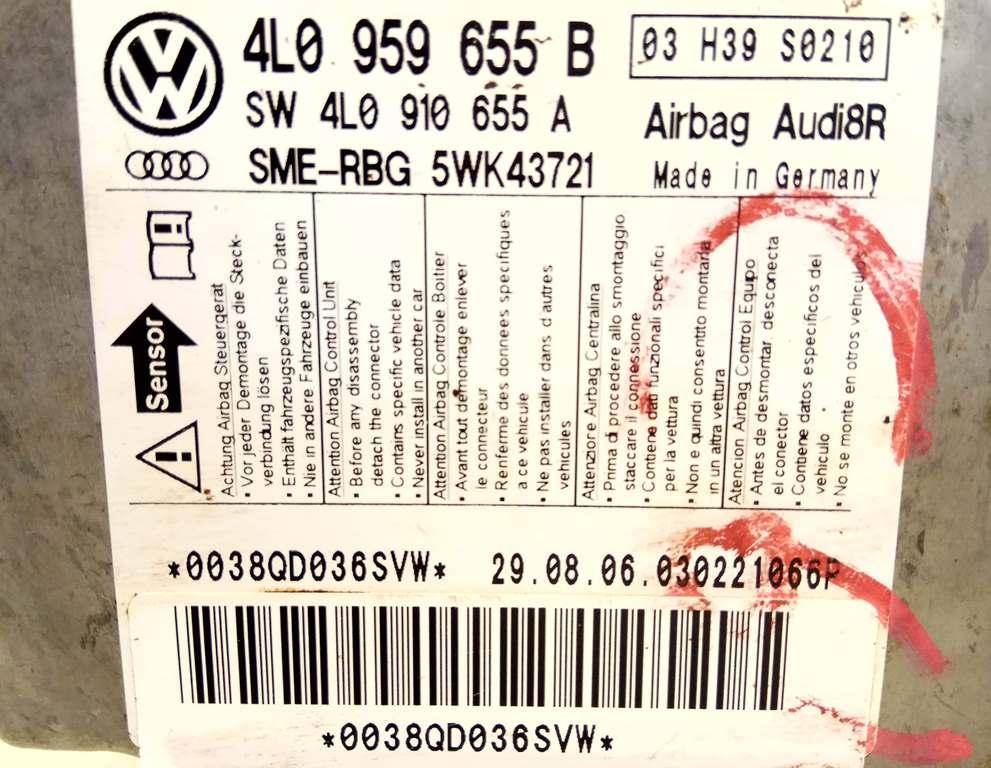 4L0 959 655 B
03 H39 S0210
SW 4L0 910 655 A
Airbag Audi8R
SME-RBG 5WK43721
Made in Germany
Sensor
Achtung Airbag Steuergerät
• Vor jeder Demontage die Steck-
verbindung lösen
• Enthält fahrzeugspezifische Daten
• Nie in andere Fahrzeuge einbauen
Attention Airbag Control Unit
• Before any disassembly
detach the connector
• Contains specific vehicle data
• Never install in another car
Attention Airbag Controle Boitier
• Avant tout demontage enlever
le connecteur
• Renferme des donnees specifiques
a ce vehicule
• Ne pas installer dans d'autres
vehicules
Attenziore Airbag Centralina
• Prima di procedere allo smontaggio
staccare il connessione
• Contiene dati funzionali specifici
per la vettura
• Non e quindi consentito montarla
in un altra vettura
Atencion Airbag Control Equipo
• Antes de desmontar, desconecta
el conector
• Contiene datos especificos del
vehiculo
• No se monte en otros vehiculos
*0038QD036SVW*
29.08.06.030221066P
*0038QD036SVW*